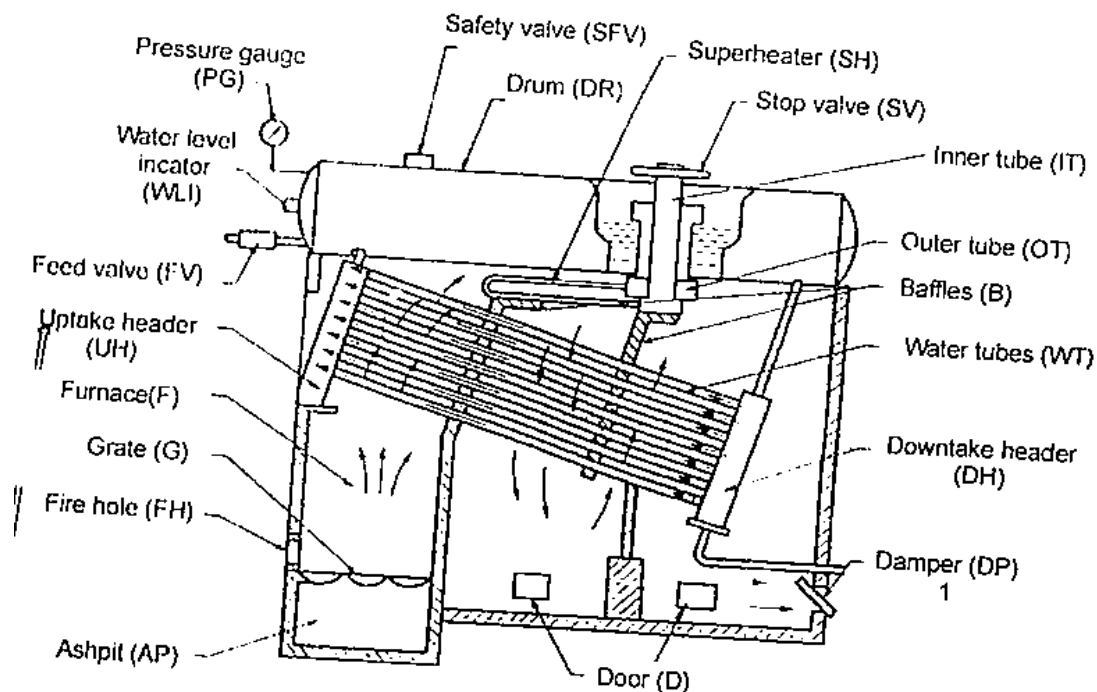 Safety valve (SFV)
Pressure gauge
(PG)
Superheater (SH)
Drum (DR)
Stop valve (SV)
Water level
incator
(WLI)
Inner tube (IT)
Feed valve (FV)
Outer tube (OT)
Baffles (B)
Uptake header
(UH)
Water tubes (WT)
Furnace(F)
Grate (G)
Downtake header
(DH)
Fire hole (FH)
Damper (DP)
1
Ashpit (AP)
Door (D)